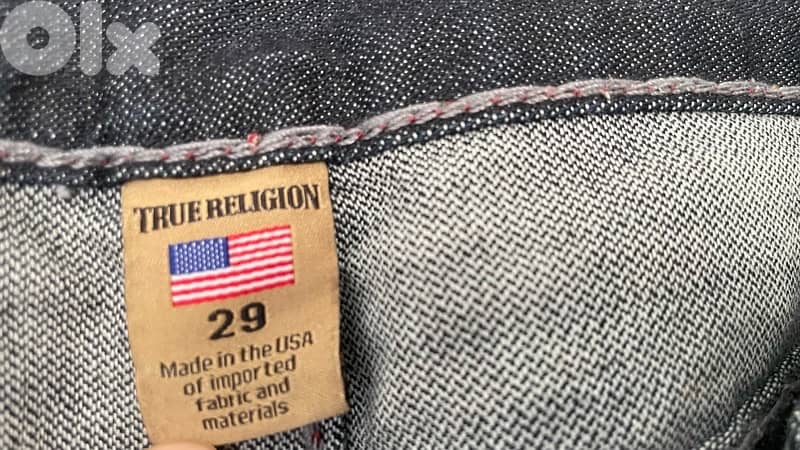 Olx
TRUE RELIGION
29
Made in the USA
of imported
fabric and
materials